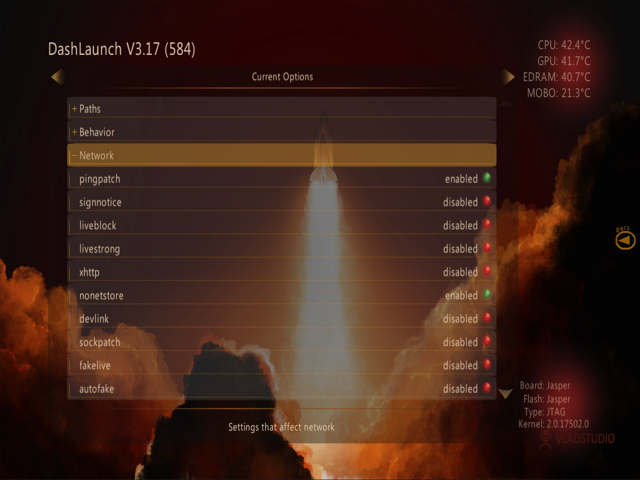 DashLaunch V3.17 (584)
CPU: 42.4°C
GPU: 41.7°C
EDRAM: 40.7°C
MOBO: 21.3°C
Current Options
+ Paths
+ Behavior
− Network
pingpatch enabled
signnotice disabled
liveblock disabled
livestrong disabled
xhttp disabled
nonetstore enabled
devlink disabled
sockpatch disabled
fakelive disabled
autofake disabled
Back
Settings that affect network
Board: Jasper
Flash: Jasper
Type: JTAG
Kernel: 2.0.17502.0
VLADSTUDIO